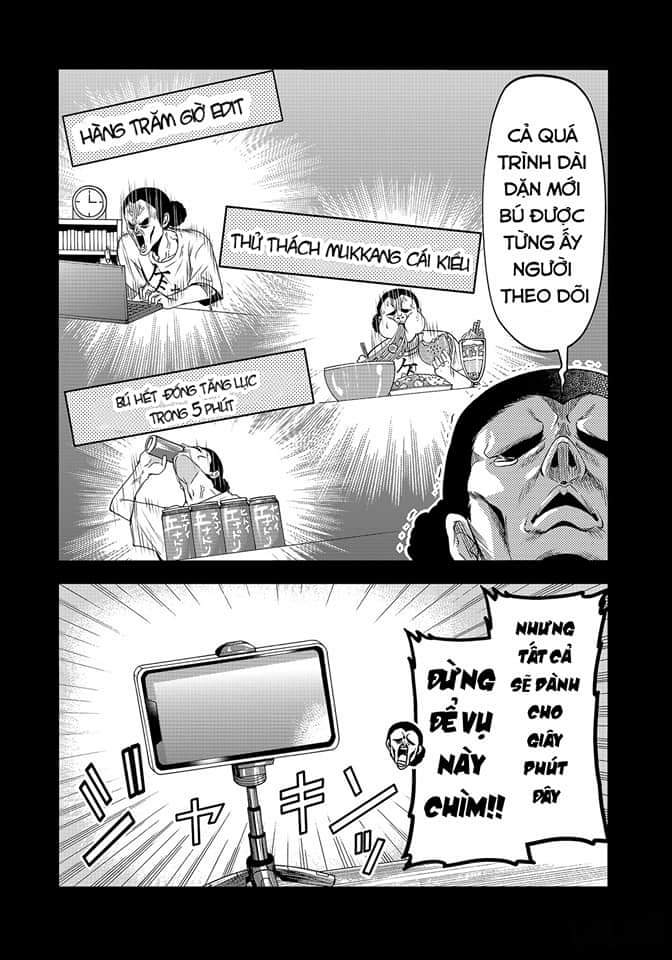 CẢ QUÁ
TRÌNH DÀI
DẶN MỚI
BÚ ĐƯỢC
TỪNG ẤY
NGƯỜI
THEO DÕI
HÀNG TRĂM GIỜ EDIT
THỬ THÁCH MUKKANG CÁI KIỂU
BÚ HẾT ĐỐNG TĂNG LỰC
TRONG 5 PHÚT
NHƯNG
TẤT CẢ
SẼ DÀNH
CHO
GIÂY
PHÚT
ĐÂY
ĐỪNG
ĐỂ VỤ
NÀY
CHÌM!!
ジャキン